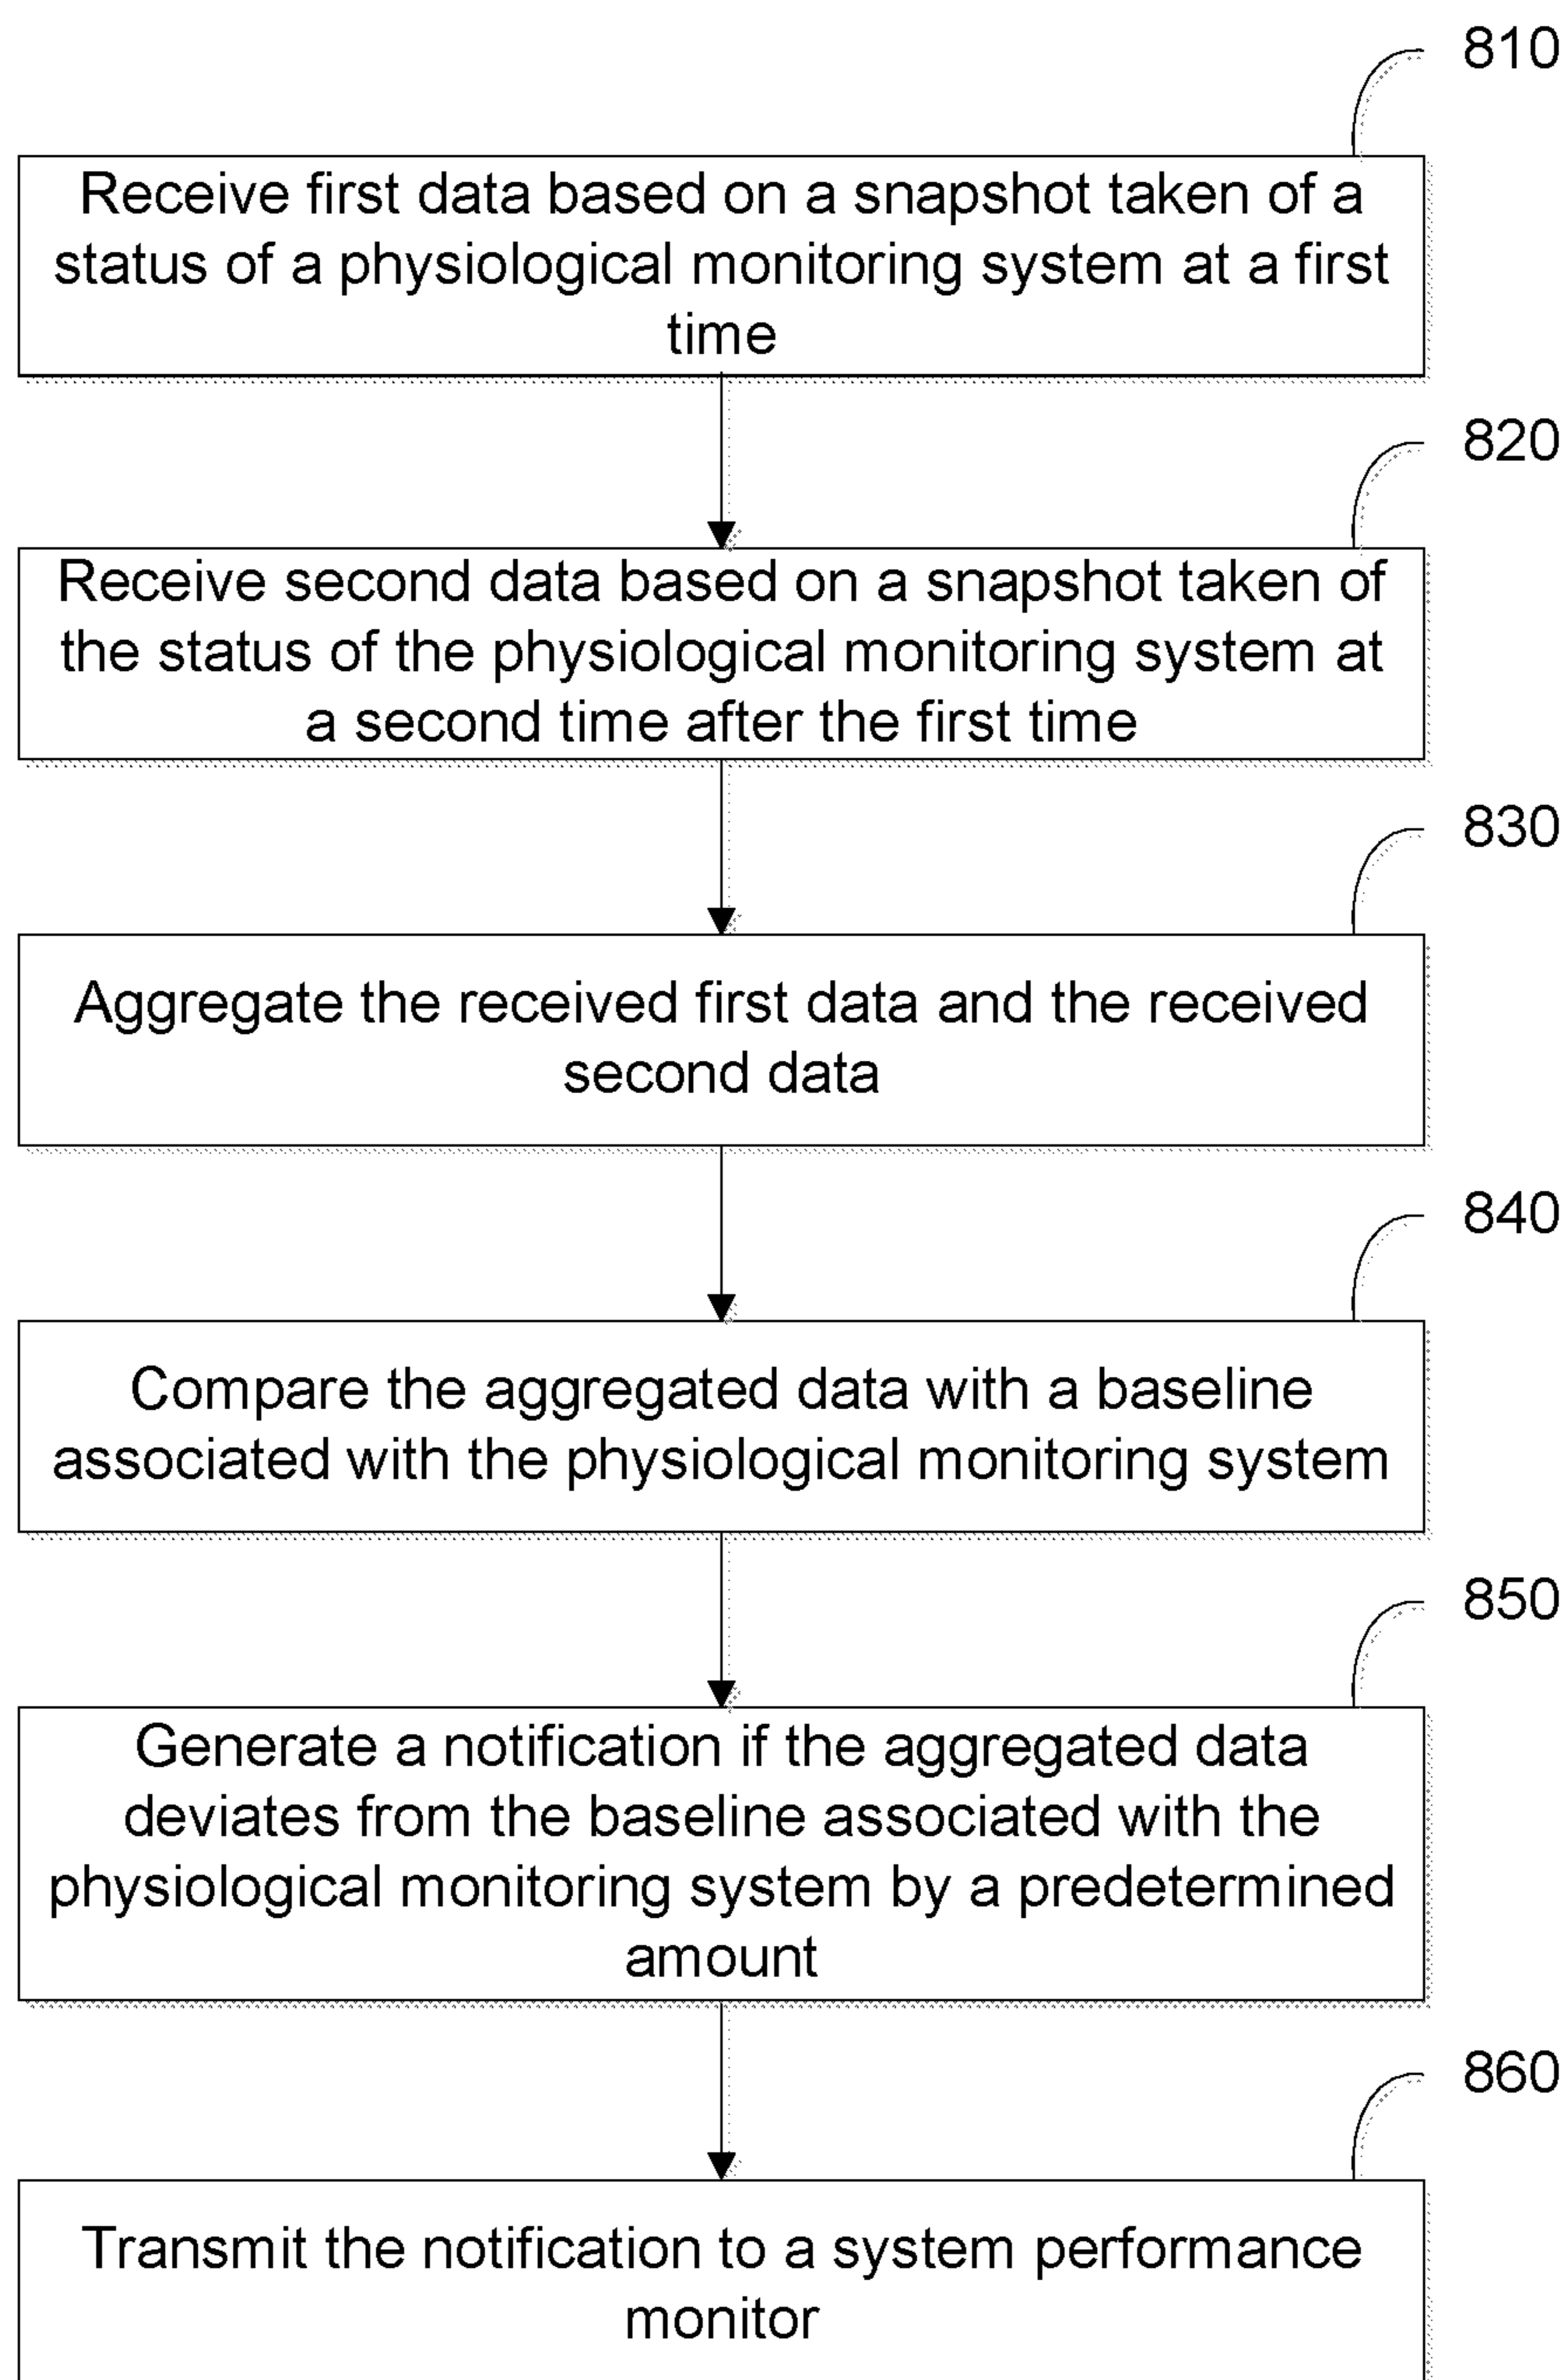 810
Receive first data based on a snapshot taken of a
status of a physiological monitoring system at a first
time
820
Receive second data based on a snapshot taken of
the status of the physiological monitoring system at
a second time after the first time
830
Aggregate the received first data and the received
second data
840
Compare the aggregated data with a baseline
associated with the physiological monitoring system
850
Generate a notification if the aggregated data
deviates from the baseline associated with the
physiological monitoring system by a predetermined
amount
860
Transmit the notification to a system performance
monitor